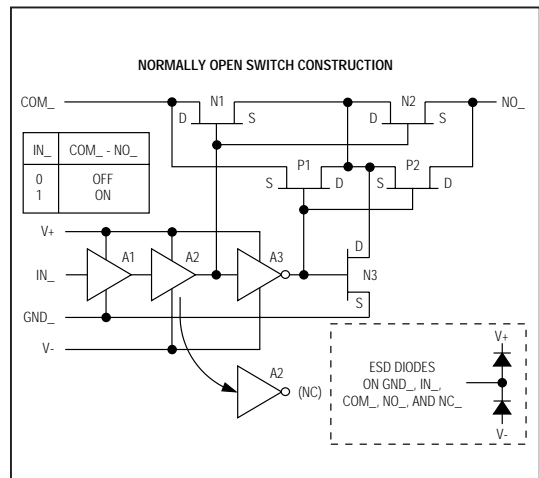 NORMALLY OPEN SWITCH CONSTRUCTION
COM_
N1
N2
NO_
D
S
D
S
IN_ COM_ - NO_
0 OFF
1 ON
P1
P2
S
D
S
D
V+
A1
A2
A3
D
IN_
N3
S
GND_
V-
A2
(NC)
V+
ESD DIODES
ON GND_, IN_,
COM_, NO_, AND NC_
V-